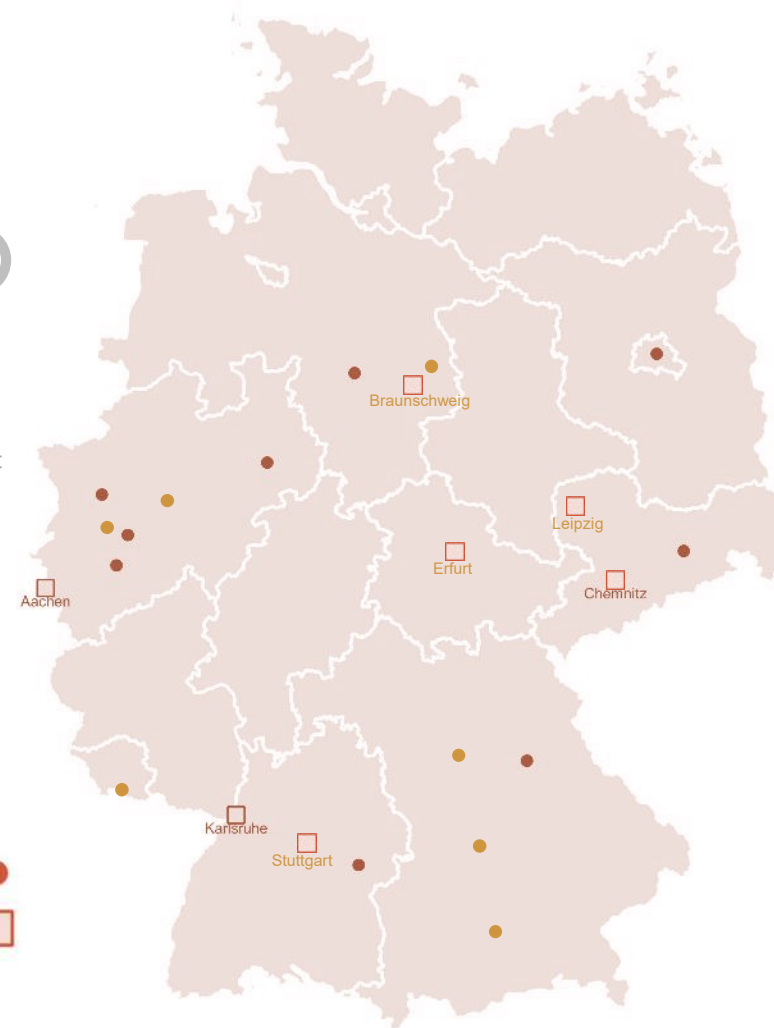 Braunschweig
Leipzig
Erfurt
Chemnitz
Aachen
Karlsruhe
Stuttgart